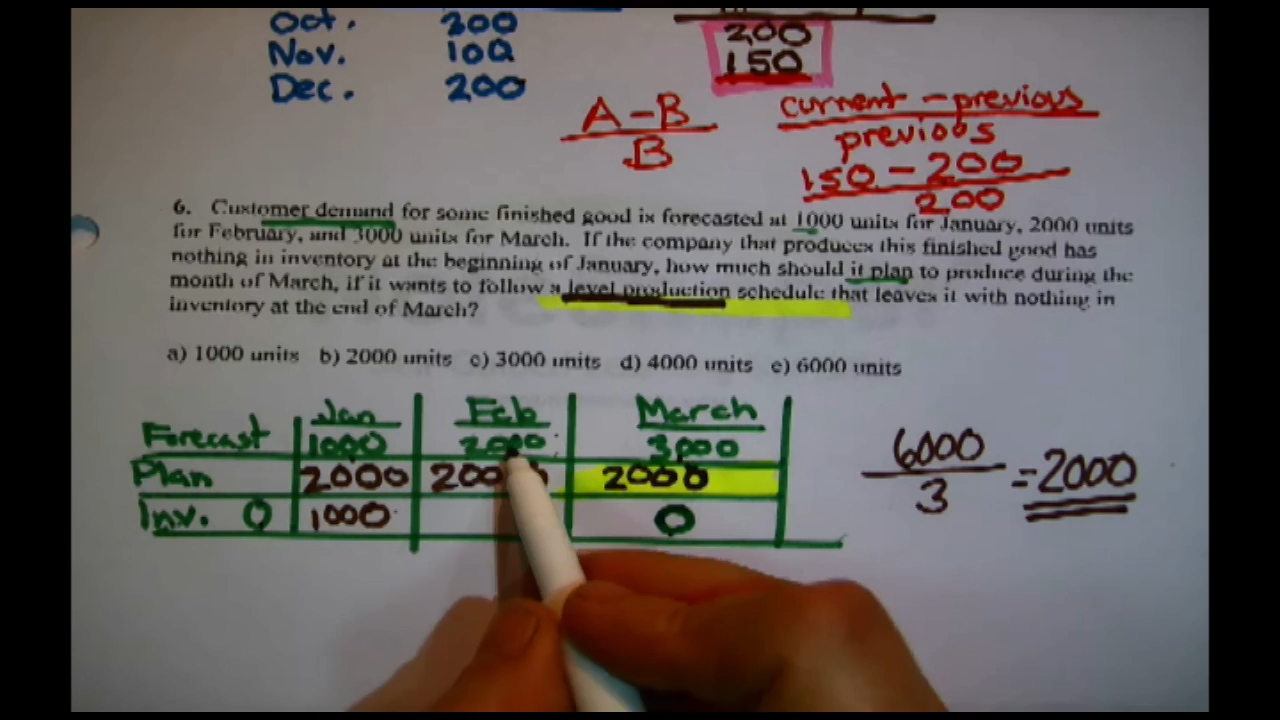 Oct. 200
Nov. 100
Dec. 200
200
150
A - B
B
current - previous
previous
150 - 200
200
6. Customer demand for some finished good is forecasted at 1000 units for January, 2000 units
for February, and 3000 units for March. If the company that produces this finished good has
nothing in inventory at the beginning of January, how much should it plan to produce during the
month of March, if it wants to follow a level production schedule that leaves it with nothing in
inventory at the end of March?
a) 1000 units b) 2000 units c) 3000 units d) 4000 units e) 6000 units
Jan Feb March
Forecast 1000 2000 3000
Plan 2000 2000 2000
Inv. 0 1000 0
6000
3
= 2000